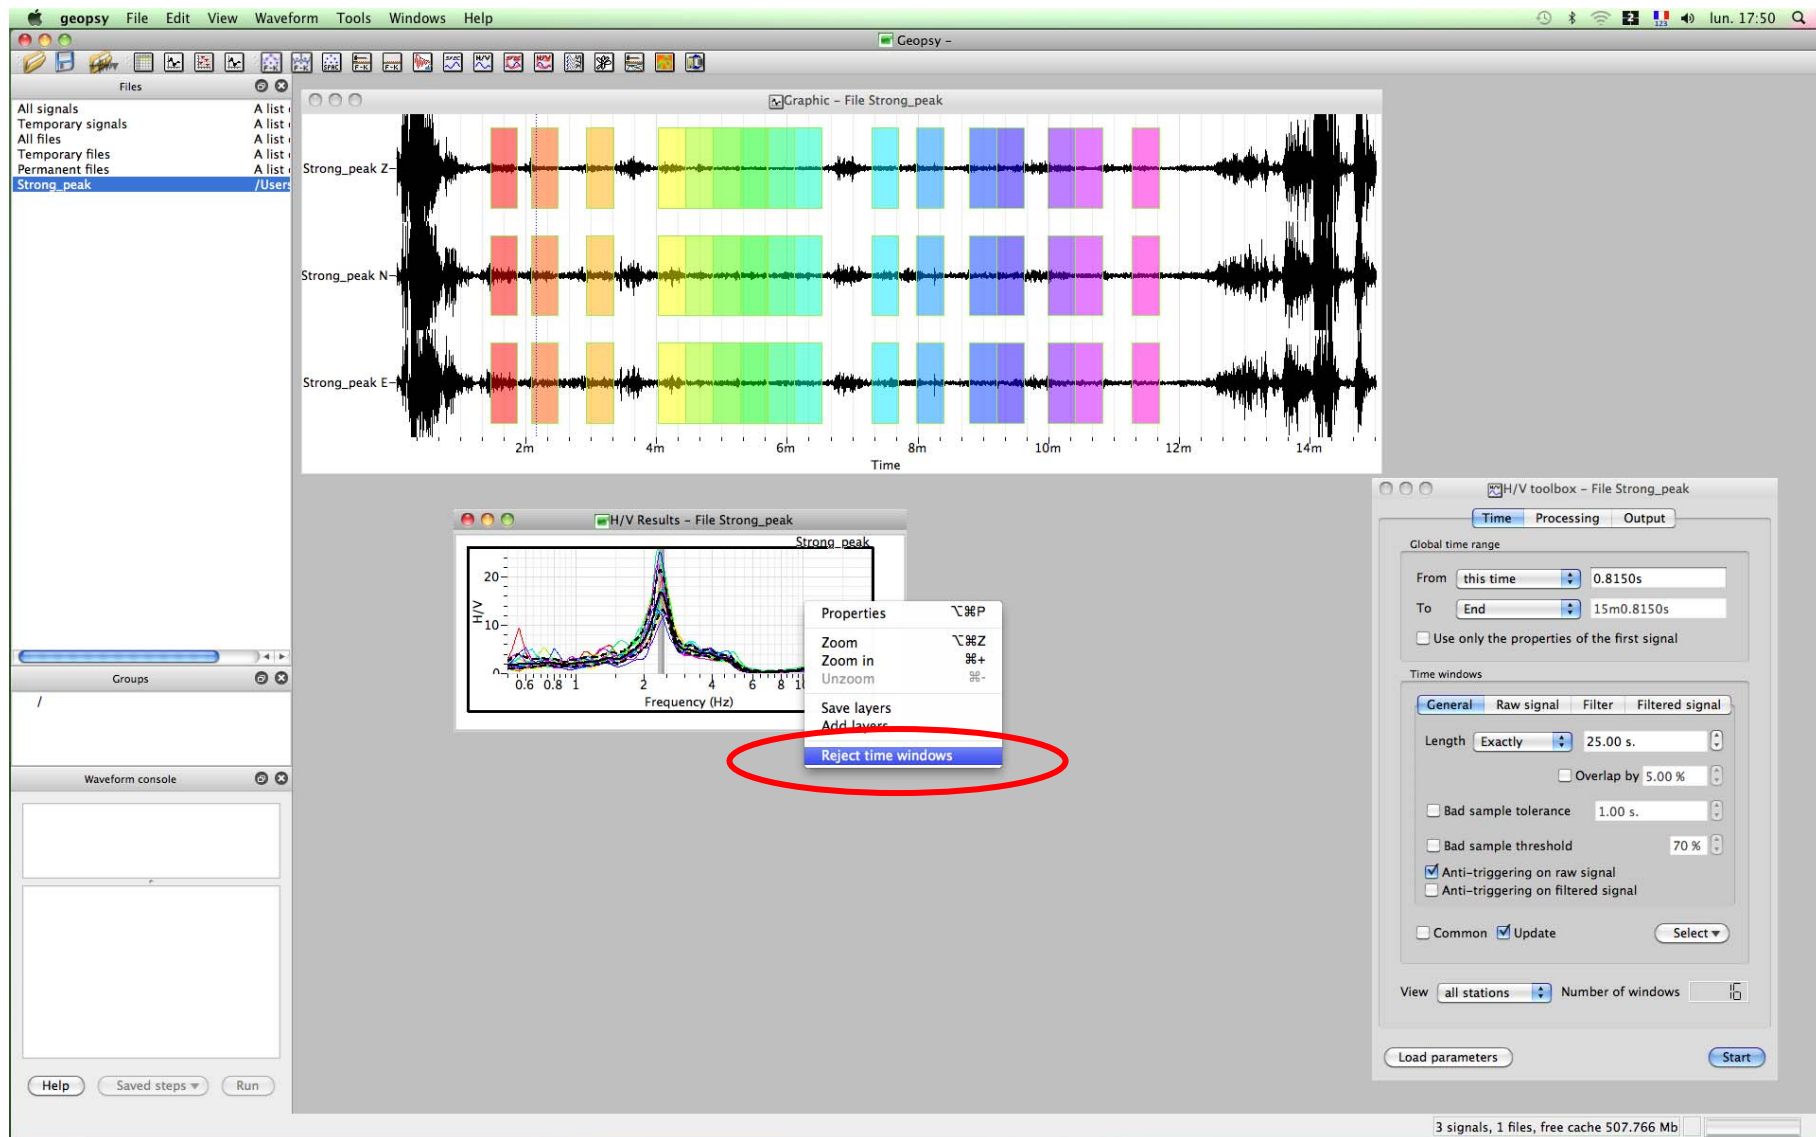 geopsy File Edit View Waveform Tools Windows Help lun. 17:50
Geopsy –
Files
All signals A list
Temporary signals A list
All files A list
Temporary files A list
Permanent files A list
Strong_peak /Users
Groups
/
Waveform console
Help Saved steps Run
Graphic – File Strong_peak
Strong_peak Z
Strong_peak N
Strong_peak E
2m 4m 6m 8m 10m 12m 14m
Time
H/V Results – File Strong_peak
Strong_peak
20
10
0
H/V
0.6 0.8 1 2 4 6 8
Frequency (Hz)
Properties ⌥⌘P
Zoom ⌥⌘Z
Zoom in ⌘+
Unzoom ⌘-
Save layers
Add layers
Reject time windows
H/V toolbox – File Strong_peak
Time Processing Output
Global time range
From this time 0.8150s
To End 15m0.8150s
Use only the properties of the first signal
Time windows
General Raw signal Filter Filtered signal
Length Exactly 25.00 s.
Overlap by 5.00 %
Bad sample tolerance 1.00 s.
Bad sample threshold 70 %
Anti-triggering on raw signal
Anti-triggering on filtered signal
Common Update Select
View all stations Number of windows 16
Load parameters Start
3 signals, 1 files, free cache 507.766 Mb